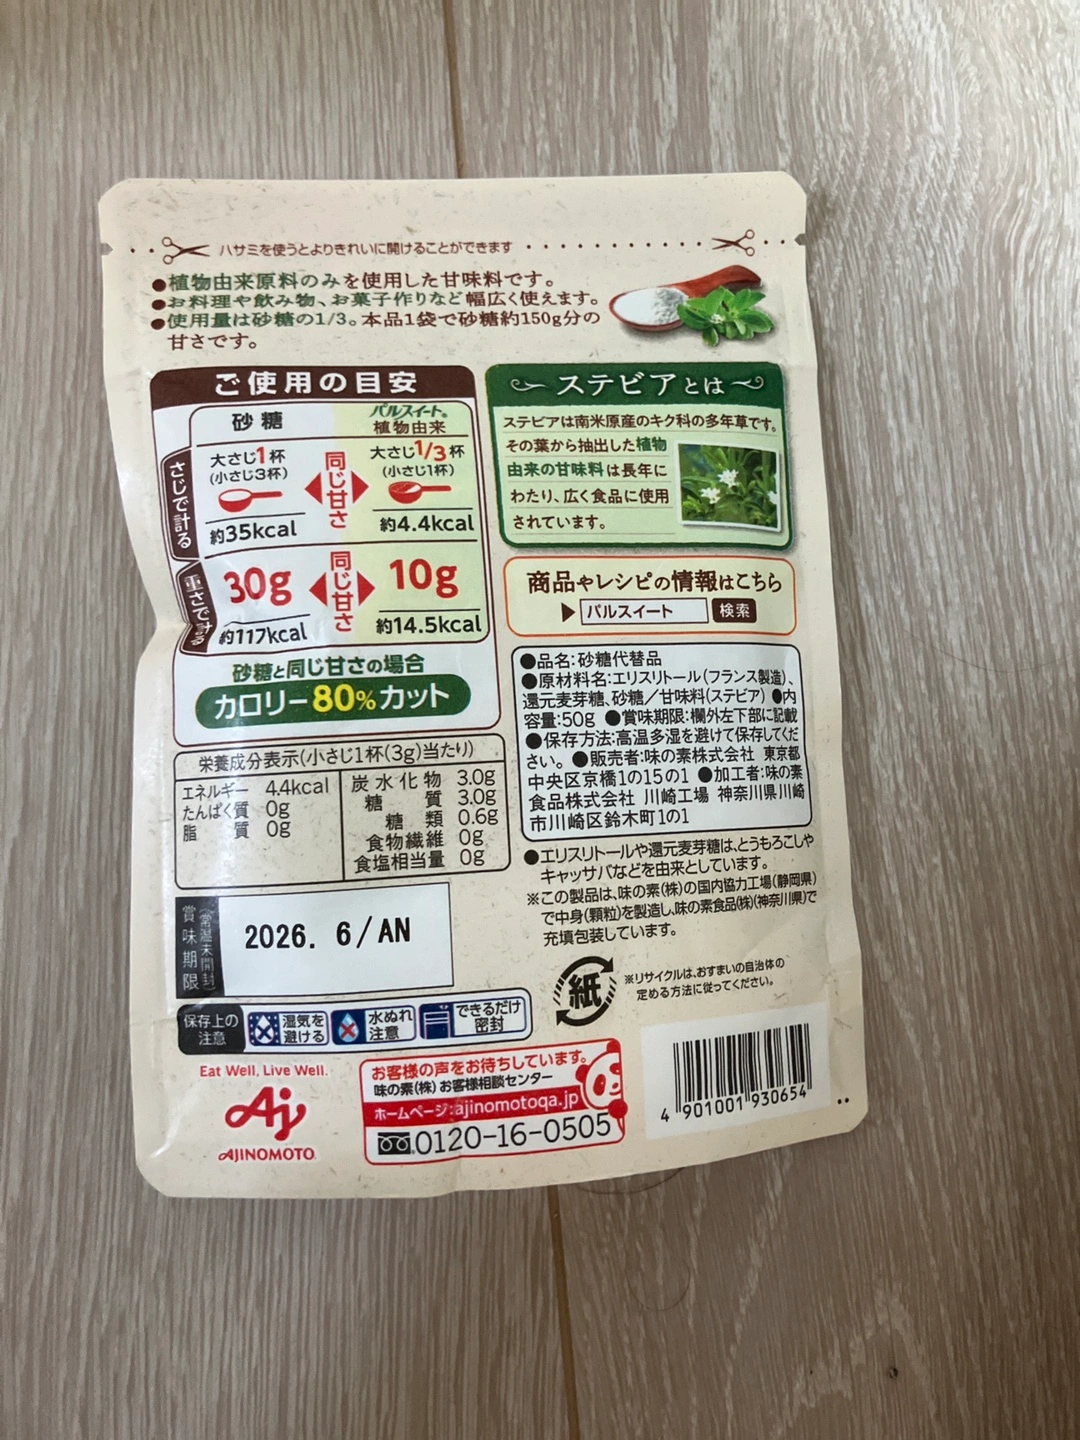 ハサミを使うとよりきれいに開けることができます
●植物由来原料のみを使用した甘味料です。
●お料理や飲み物、お菓子作りなど幅広く使えます。
●使用量は砂糖の1/3。本品1袋で砂糖約150g分の
甘さです。
ご使用の目安
砂糖
パルスイート®
植物由来
さじで計る
大さじ1杯
(小さじ3杯)
約35kcal
同じ甘さ
大さじ1/3杯
(小さじ1杯)
約4.4kcal
重さで計る
30g
約117kcal
同じ甘さ
10g
約14.5kcal
砂糖と同じ甘さの場合
カロリー80%カット
ステビアとは
ステビアは南米原産のキク科の多年草です。
その葉から抽出した植物
由来の甘味料は長年に
わたり、広く食品に使用
されています。
商品やレシピの情報はこちら
パルスイート 検索
●品名:砂糖代替品
●原材料名:エリスリトール(フランス製造)、
還元麦芽糖、砂糖/甘味料(ステビア) ●内
容量:50g ●賞味期限:欄外左下部に記載
●保存方法:高温多湿を避けて保存してくだ
さい。 ●販売者:味の素株式会社 東京都
中央区京橋1の15の1 ●加工者:味の素
食品株式会社 川崎工場 神奈川県川崎
市川崎区鈴木町1の1
栄養成分表示(小さじ1杯(3g)当たり)
エネルギー 4.4kcal
たんぱく質 0g
脂質 0g
炭水化物 3.0g
糖質 3.0g
糖類 0.6g
食物繊維 0g
食塩相当量 0g
●エリスリトールや還元麦芽糖は、とうもろこしや
キャッサバなどを由来としています。
※この製品は、味の素(株)の国内協力工場(静岡県)
で中身(顆粒)を製造し、味の素食品(株)(神奈川県)で
充填包装しています。
賞味期限
(常温未開封)
2026. 6/AN
紙
※リサイクルは、おすまいの自治体の
定める方法に従ってください。
保存上の
注意
湿気を
避ける
水ぬれ
注意
できるだけ
密封
Eat Well, Live Well.
Aj
AJINOMOTO
お客様の声をお待ちしています。
味の素(株)お客様相談センター
ホームページ:ajinomotoqa.jp
0120-16-0505
4 901001 930654